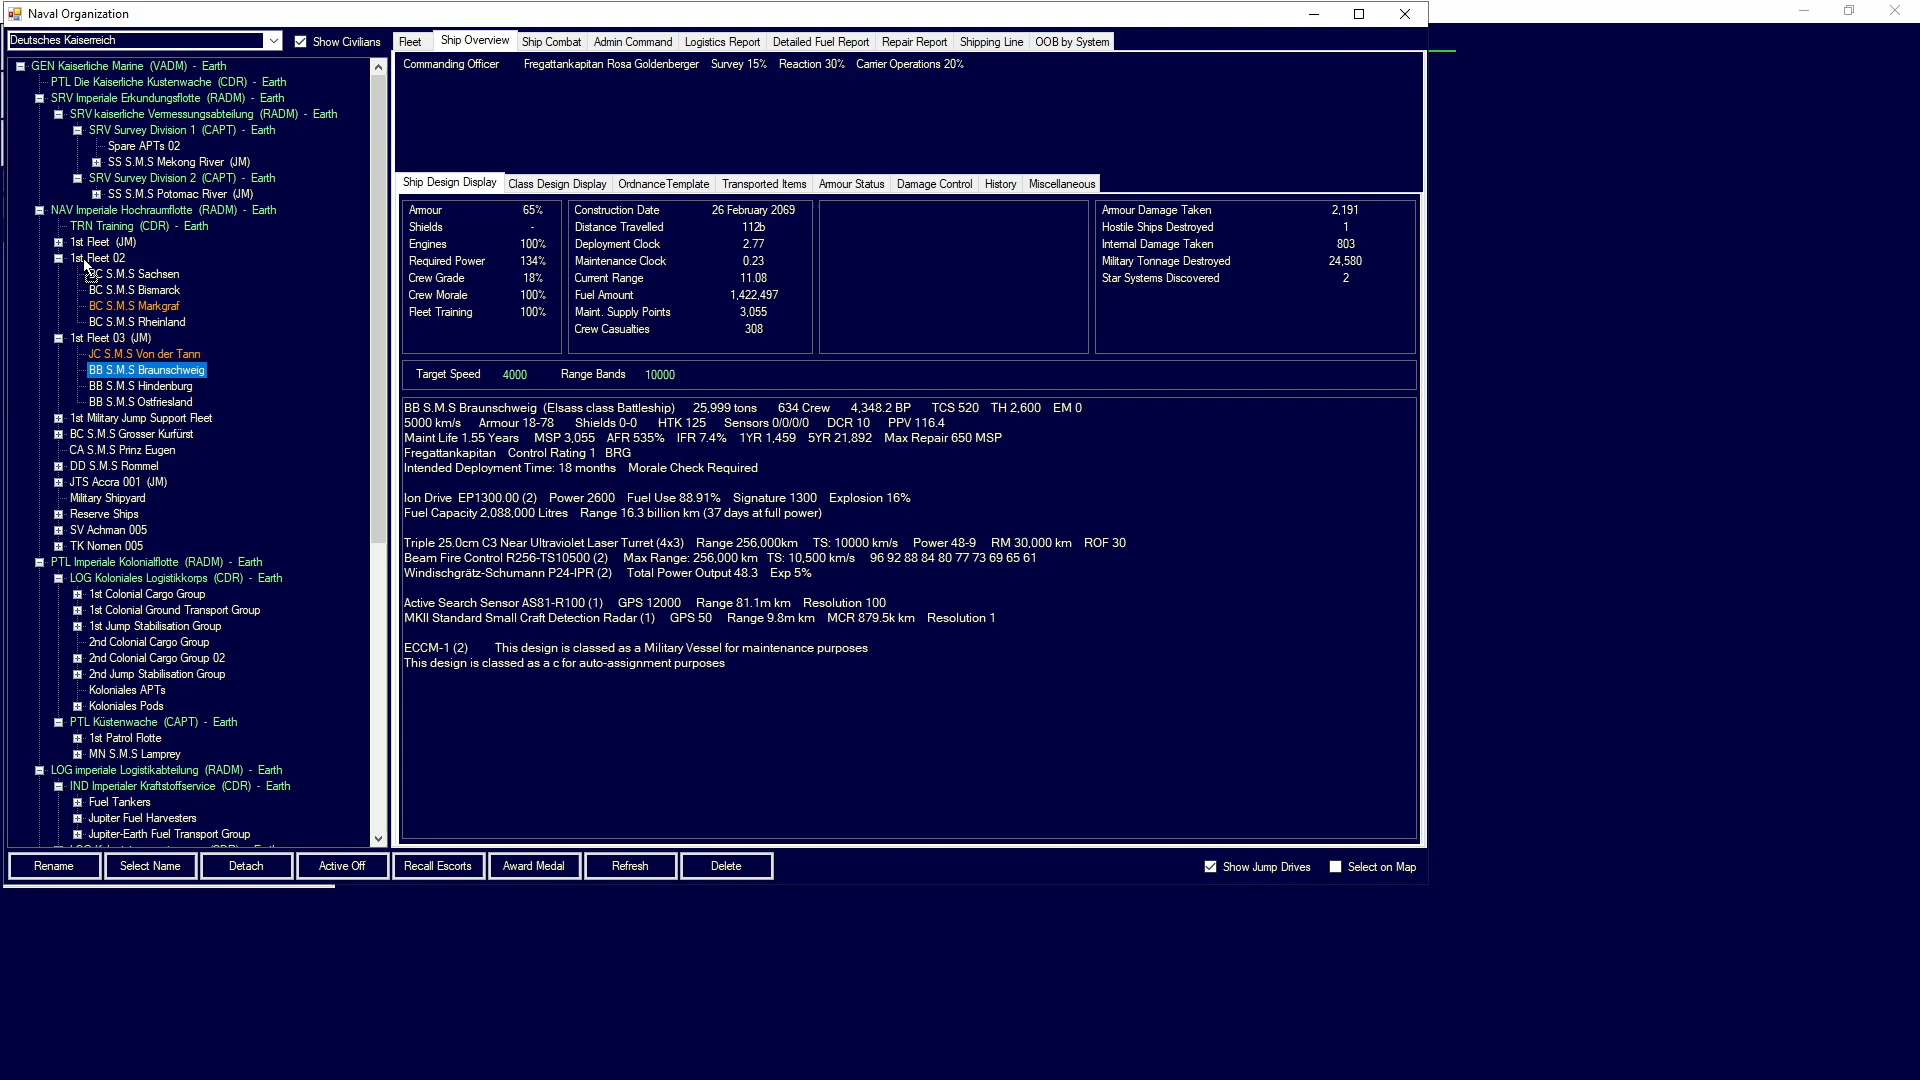 Naval Organization
Deutsches Kaiserreich
Show Civilians
Fleet
Ship Overview
Ship Combat
Admin Command
Logistics Report
Detailed Fuel Report
Repair Report
Shipping Line
OOB by System
GEN Kaiserliche Marine (VADM) - Earth
PTL Die Kaiserliche Kustenwache (CDR) - Earth
SRV Imperiale Erkundungsflotte (RADM) - Earth
SRV kaiserliche Vermessungsabteilung (RADM) - Earth
SRV Survey Division 1 (CAPT) - Earth
Spare APTs 02
SS S.M.S Mekong River (JM)
SRV Survey Division 2 (CAPT) - Earth
SS S.M.S Potomac River (JM)
NAV Imperiale Hochraumflotte (RADM) - Earth
TRN Training (CDR) - Earth
1st Fleet (JM)
1st Fleet 02
BC S.M.S Sachsen
BC S.M.S Bismarck
BC S.M.S Markgraf
BC S.M.S Rheinland
1st Fleet 03 (JM)
JC S.M.S Von der Tann
BB S.M.S Braunschweig
BB S.M.S Hindenburg
BB S.M.S Ostfriesland
1st Military Jump Support Fleet
BC S.M.S Grosser Kurfürst
CA S.M.S Prinz Eugen
DD S.M.S Rommel
JTS Accra 001 (JM)
Military Shipyard
Reserve Ships
SV Achman 005
TK Nomen 005
PTL Imperiale Kolonialflotte (RADM) - Earth
LOG Koloniales Logistikkorps (CDR) - Earth
1st Colonial Cargo Group
1st Colonial Ground Transport Group
1st Jump Stabilisation Group
2nd Colonial Cargo Group
2nd Colonial Cargo Group 02
2nd Jump Stabilisation Group
Koloniales APTs
Koloniales Pods
PTL Küstenwache (CAPT) - Earth
1st Patrol Flotte
MN S.M.S Lamprey
LOG imperiale Logistikabteilung (RADM) - Earth
IND Imperialer Kraftstoffservice (CDR) - Earth
Fuel Tankers
Jupiter Fuel Harvesters
Jupiter-Earth Fuel Transport Group
Commanding Officer Fregattankapitan Rosa Goldenberger Survey 15% Reaction 30% Carrier Operations 20%
Ship Design Display
Class Design Display
Ordnance Template
Transported Items
Armour Status
Damage Control
History
Miscellaneous
Armour 65%
Shields -
Engines 100%
Required Power 134%
Crew Grade 18%
Crew Morale 100%
Fleet Training 100%
Construction Date 26 February 2069
Distance Travelled 112b
Deployment Clock 2.77
Maintenance Clock 0.23
Current Range 11.08
Fuel Amount 1,422,497
Maint. Supply Points 3,055
Crew Casualties 308
Armour Damage Taken 2,191
Hostile Ships Destroyed 1
Internal Damage Taken 803
Military Tonnage Destroyed 24,580
Star Systems Discovered 2
Target Speed 4000 Range Bands 10000
BB S.M.S Braunschweig (Elsass class Battleship) 25,999 tons 634 Crew 4,348.2 BP TCS 520 TH 2,600 EM 0
5000 km/s Armour 18-78 Shields 0-0 HTK 125 Sensors 0/0/0/0 DCR 10 PPV 116.4
Maint Life 1.55 Years MSP 3,055 AFR 535% IFR 7.4% 1YR 1,459 5YR 21,892 Max Repair 650 MSP
Fregattankapitan Control Rating 1 BRG
Intended Deployment Time: 18 months Morale Check Required
Ion Drive EP1300.00 (2) Power 2600 Fuel Use 88.91% Signature 1300 Explosion 16%
Fuel Capacity 2,088,000 Litres Range 16.3 billion km (37 days at full power)
Triple 25.0cm C3 Near Ultraviolet Laser Turret (4x3) Range 256,000km TS: 10000 km/s Power 48-9 RM 30,000 km ROF 30
Beam Fire Control R256-TS10500 (2) Max Range: 256,000 km TS: 10,500 km/s 96 92 88 84 80 77 73 69 65 61
Windischgrätz-Schumann P24-IPR (2) Total Power Output 48.3 Exp 5%
Active Search Sensor AS81-R100 (1) GPS 12000 Range 81.1m km Resolution 100
MKII Standard Small Craft Detection Radar (1) GPS 50 Range 9.8m km MCR 879.5k km Resolution 1
ECCM-1 (2) This design is classed as a Military Vessel for maintenance purposes
This design is classed as a c for auto-assignment purposes
Rename
Select Name
Detach
Active Off
Recall Escorts
Award Medal
Refresh
Delete
Show Jump Drives
Select on Map